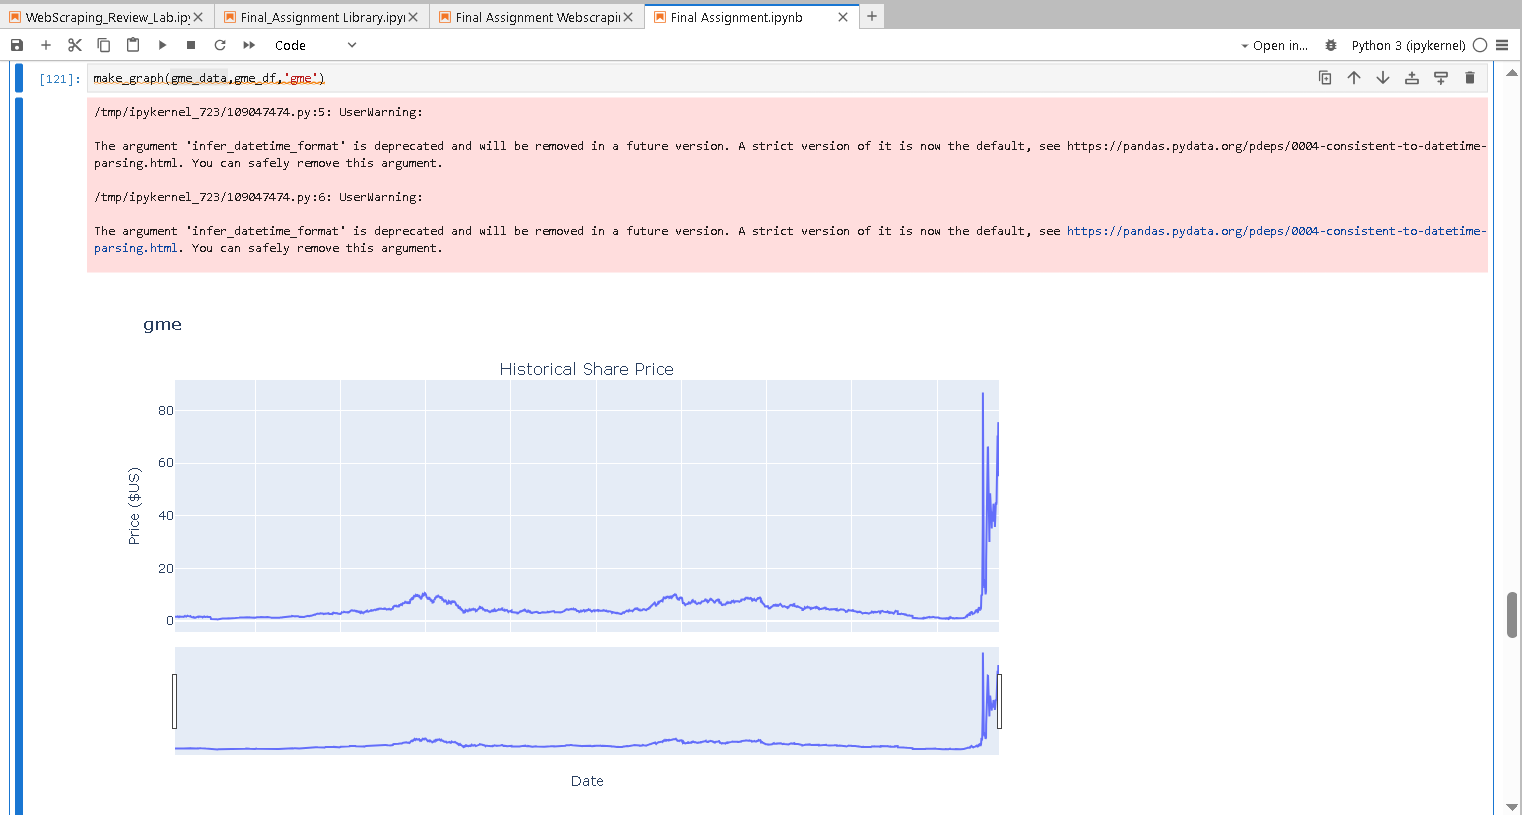 WebScraping_Review_Lab.ipy
Final_Assignment Library.ipyn
Final Assignment Webscrapin
Final Assignment.ipynb
Code
Open in...
Python 3 (ipykernel)
[121]: make_graph(gme_data,gme_df,'gme')
/tmp/ipykernel_723/109047474.py:5: UserWarning:
The argument 'infer_datetime_format' is deprecated and will be removed in a future version. A strict version of it is now the default, see https://pandas.pydata.org/pdeps/0004-consistent-to-datetime-
parsing.html. You can safely remove this argument.
/tmp/ipykernel_723/109047474.py:6: UserWarning:
The argument 'infer_datetime_format' is deprecated and will be removed in a future version. A strict version of it is now the default, see https://pandas.pydata.org/pdeps/0004-consistent-to-datetime-
parsing.html. You can safely remove this argument.
gme
Historical Share Price
80
60
40
20
0
Price ($US)
Date